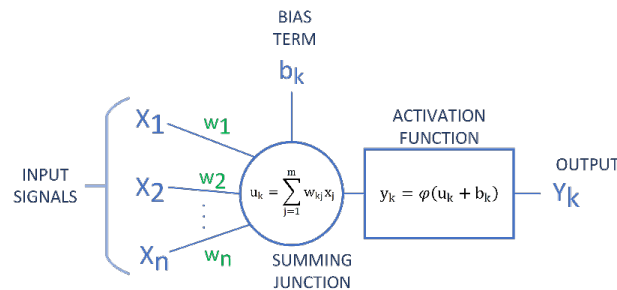 BIAS
TERM
bₖ
INPUT
SIGNALS
X₁
w₁
X₂
w₂
⋮
Xₙ
wₙ
uₖ = ∑ⱼ₌₁ᵐ wₖⱼxⱼ
SUMMING
JUNCTION
ACTIVATION
FUNCTION
yₖ = φ(uₖ + bₖ)
OUTPUT
Yₖ